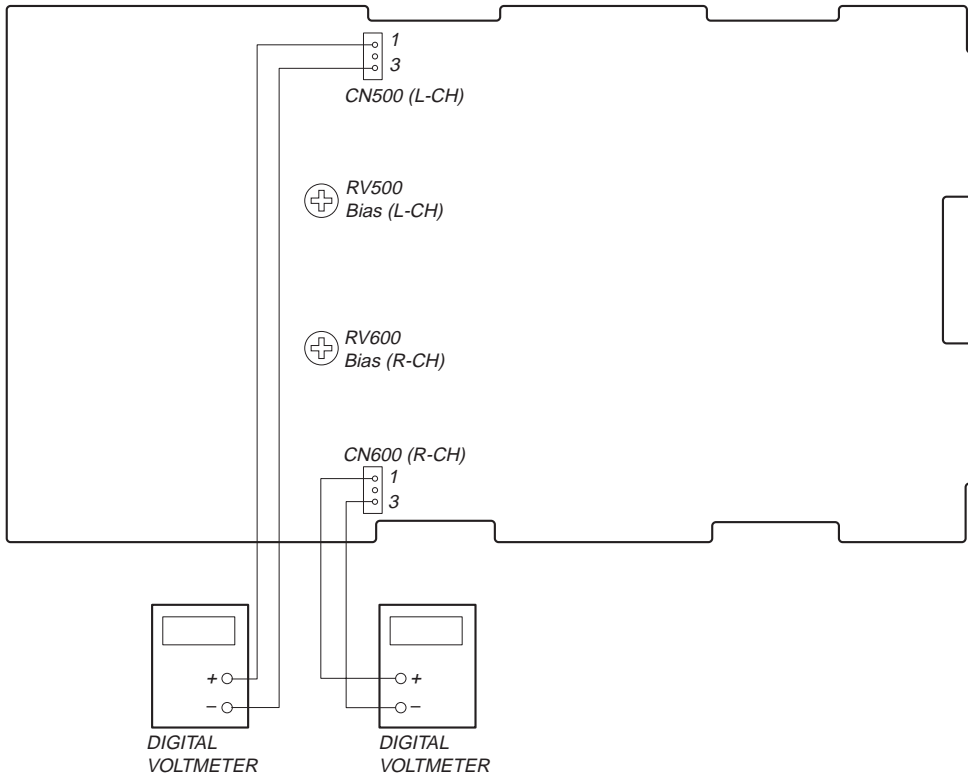 1
3
CN500 (L-CH)
RV500
Bias (L-CH)
RV600
Bias (R-CH)
CN600 (R-CH)
1
3
+
−
DIGITAL
VOLTMETER
+
−
DIGITAL
VOLTMETER